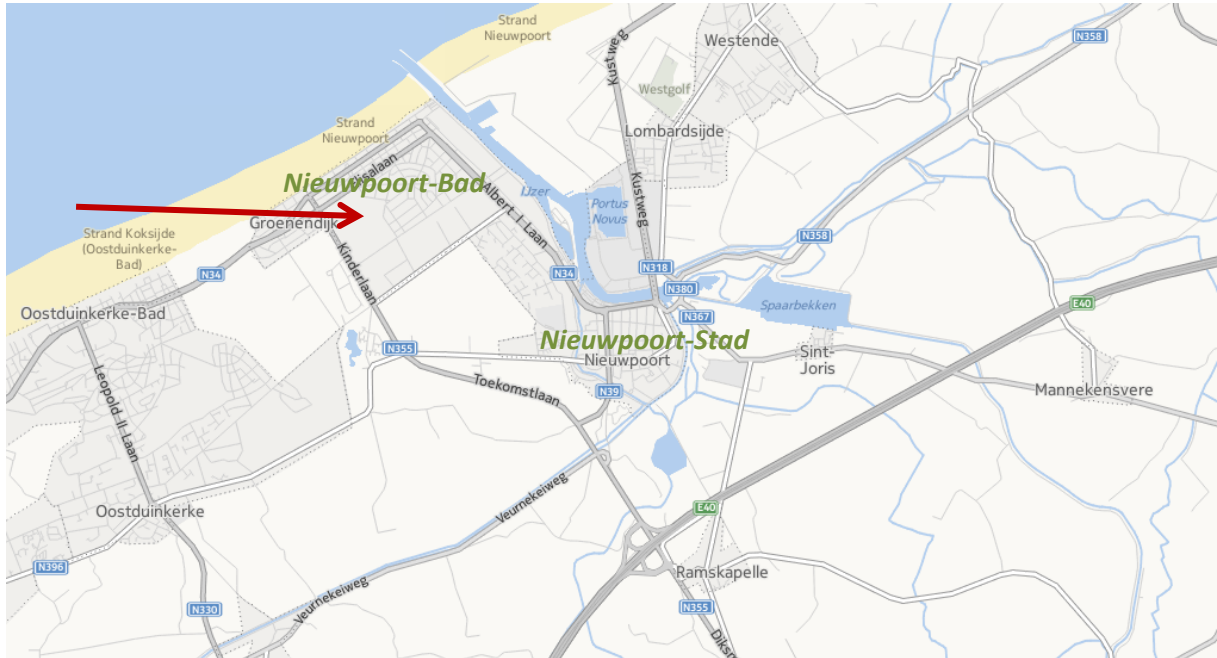 Strand
Nieuwpoort
Kustweg
Westende
N358
Westgolf
Strand
Nieuwpoort
Lombardsijde
Nieuwpoort-Bad
Albert I Laan
IJzer
Portus
Novus
Kustweg
Groenendijk
Strand Koksijde
(Oostduinkerke-
Bad)
Kinderlaan
N358
N34
N34
N318
N380
Spaarbekken
E40
N367
Oostduinkerke-Bad
Nieuwpoort-Stad
Nieuwpoort
N355
Sint-
Joris
Leopold II Laan
Toekomstlaan
N39
Mannekensvere
Veurnekeiweg
Oostduinkerke
E40
N396
Ramskapelle
Veurnekeiweg
N330
N355